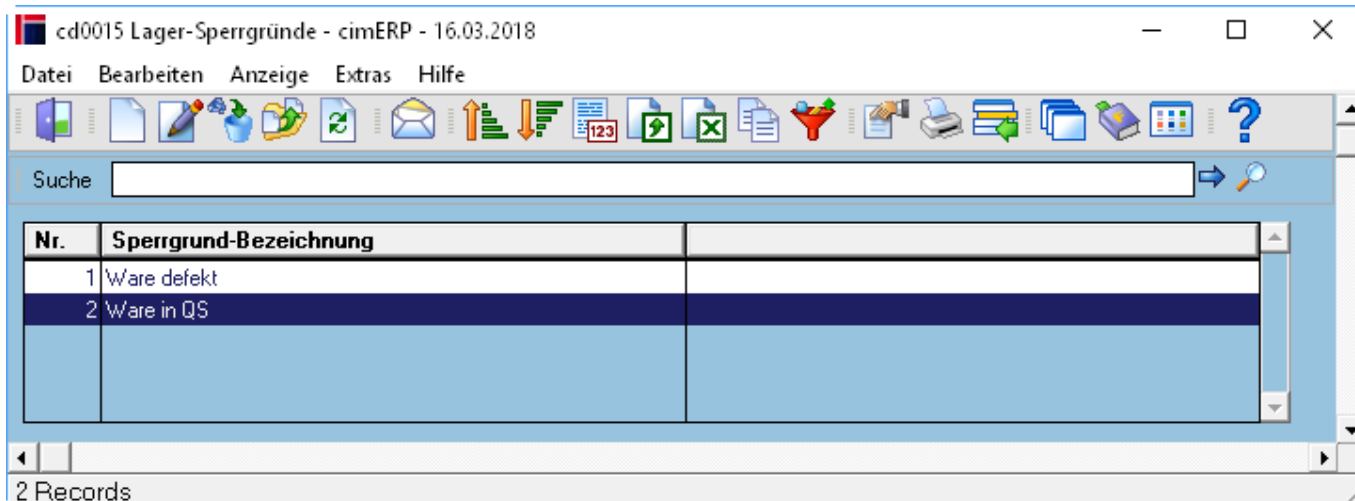 cd0015 Lager-Sperrgründe - cimERP - 16.03.2018
Datei Bearbeiten Anzeige Extras Hilfe
123
Suche
Nr. Sperrgrund-Bezeichnung
1 Ware defekt
2 Ware in QS
2 Records